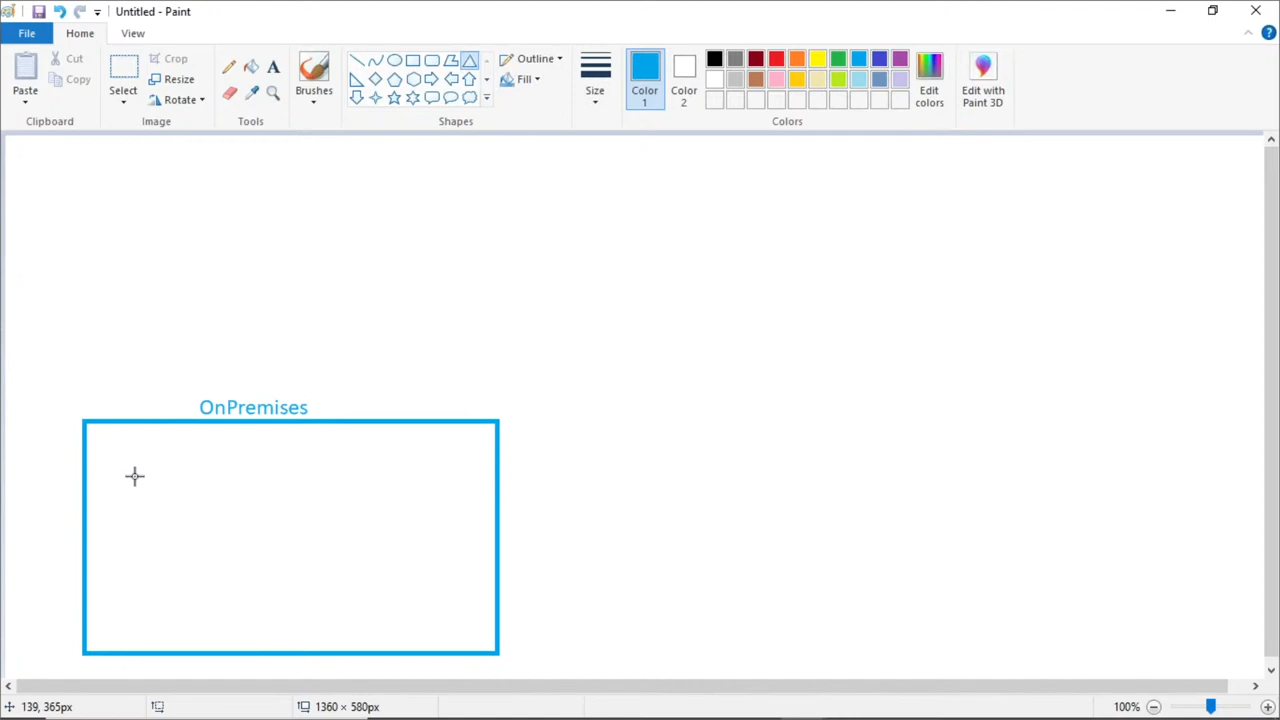 Untitled - Paint
File Home View
Paste
Cut
Copy
Clipboard
Select
Crop
Resize
Rotate
Image
A
Tools
Brushes
Outline
Fill
Shapes
Size
Color 1
Color 2
Edit colors
Colors
Edit with Paint 3D
OnPremises
139, 365px
1360 × 580px
100%